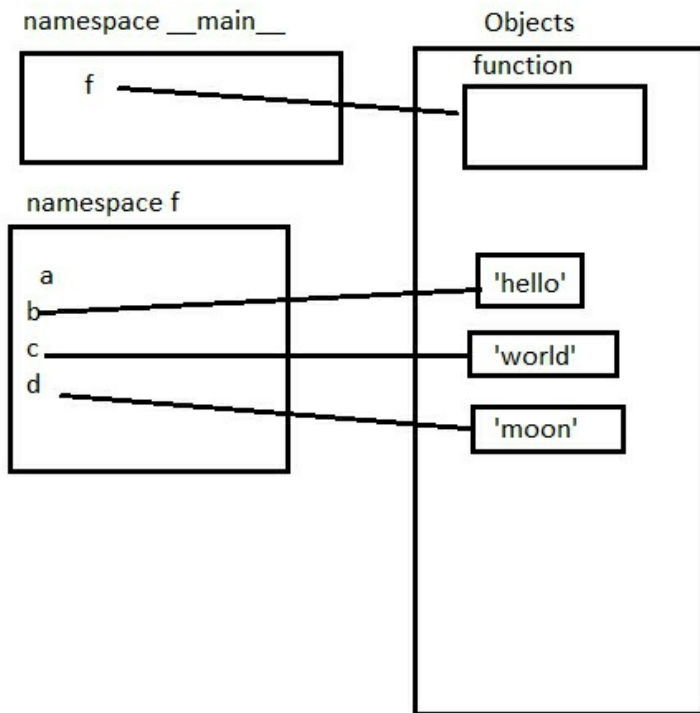 namespace __main__
Objects
f
function
namespace f
a
b
c
d
'hello'
'world'
'moon'